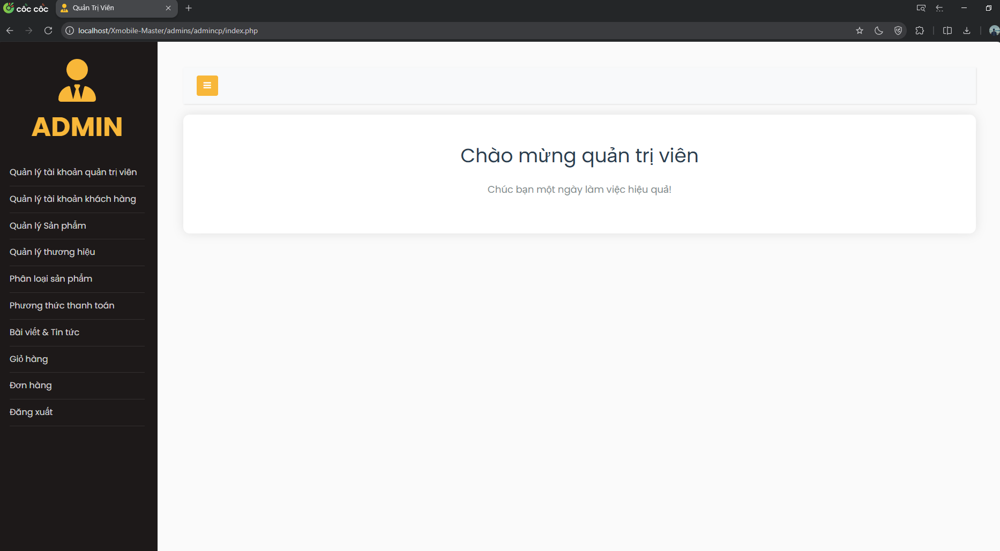 cốc cốc
Quản Trị Viên
localhost/Xmobile-Master/admins/admincp/index.php
ADMIN
Quản lý tài khoản quản trị viên
Quản lý tài khoản khách hàng
Quản lý Sản phẩm
Quản lý thương hiệu
Phân loại sản phẩm
Phương thức thanh toán
Bài viết & Tin tức
Giỏ hàng
Đơn hàng
Đăng xuất
Chào mừng quản trị viên
Chúc bạn một ngày làm việc hiệu quả!